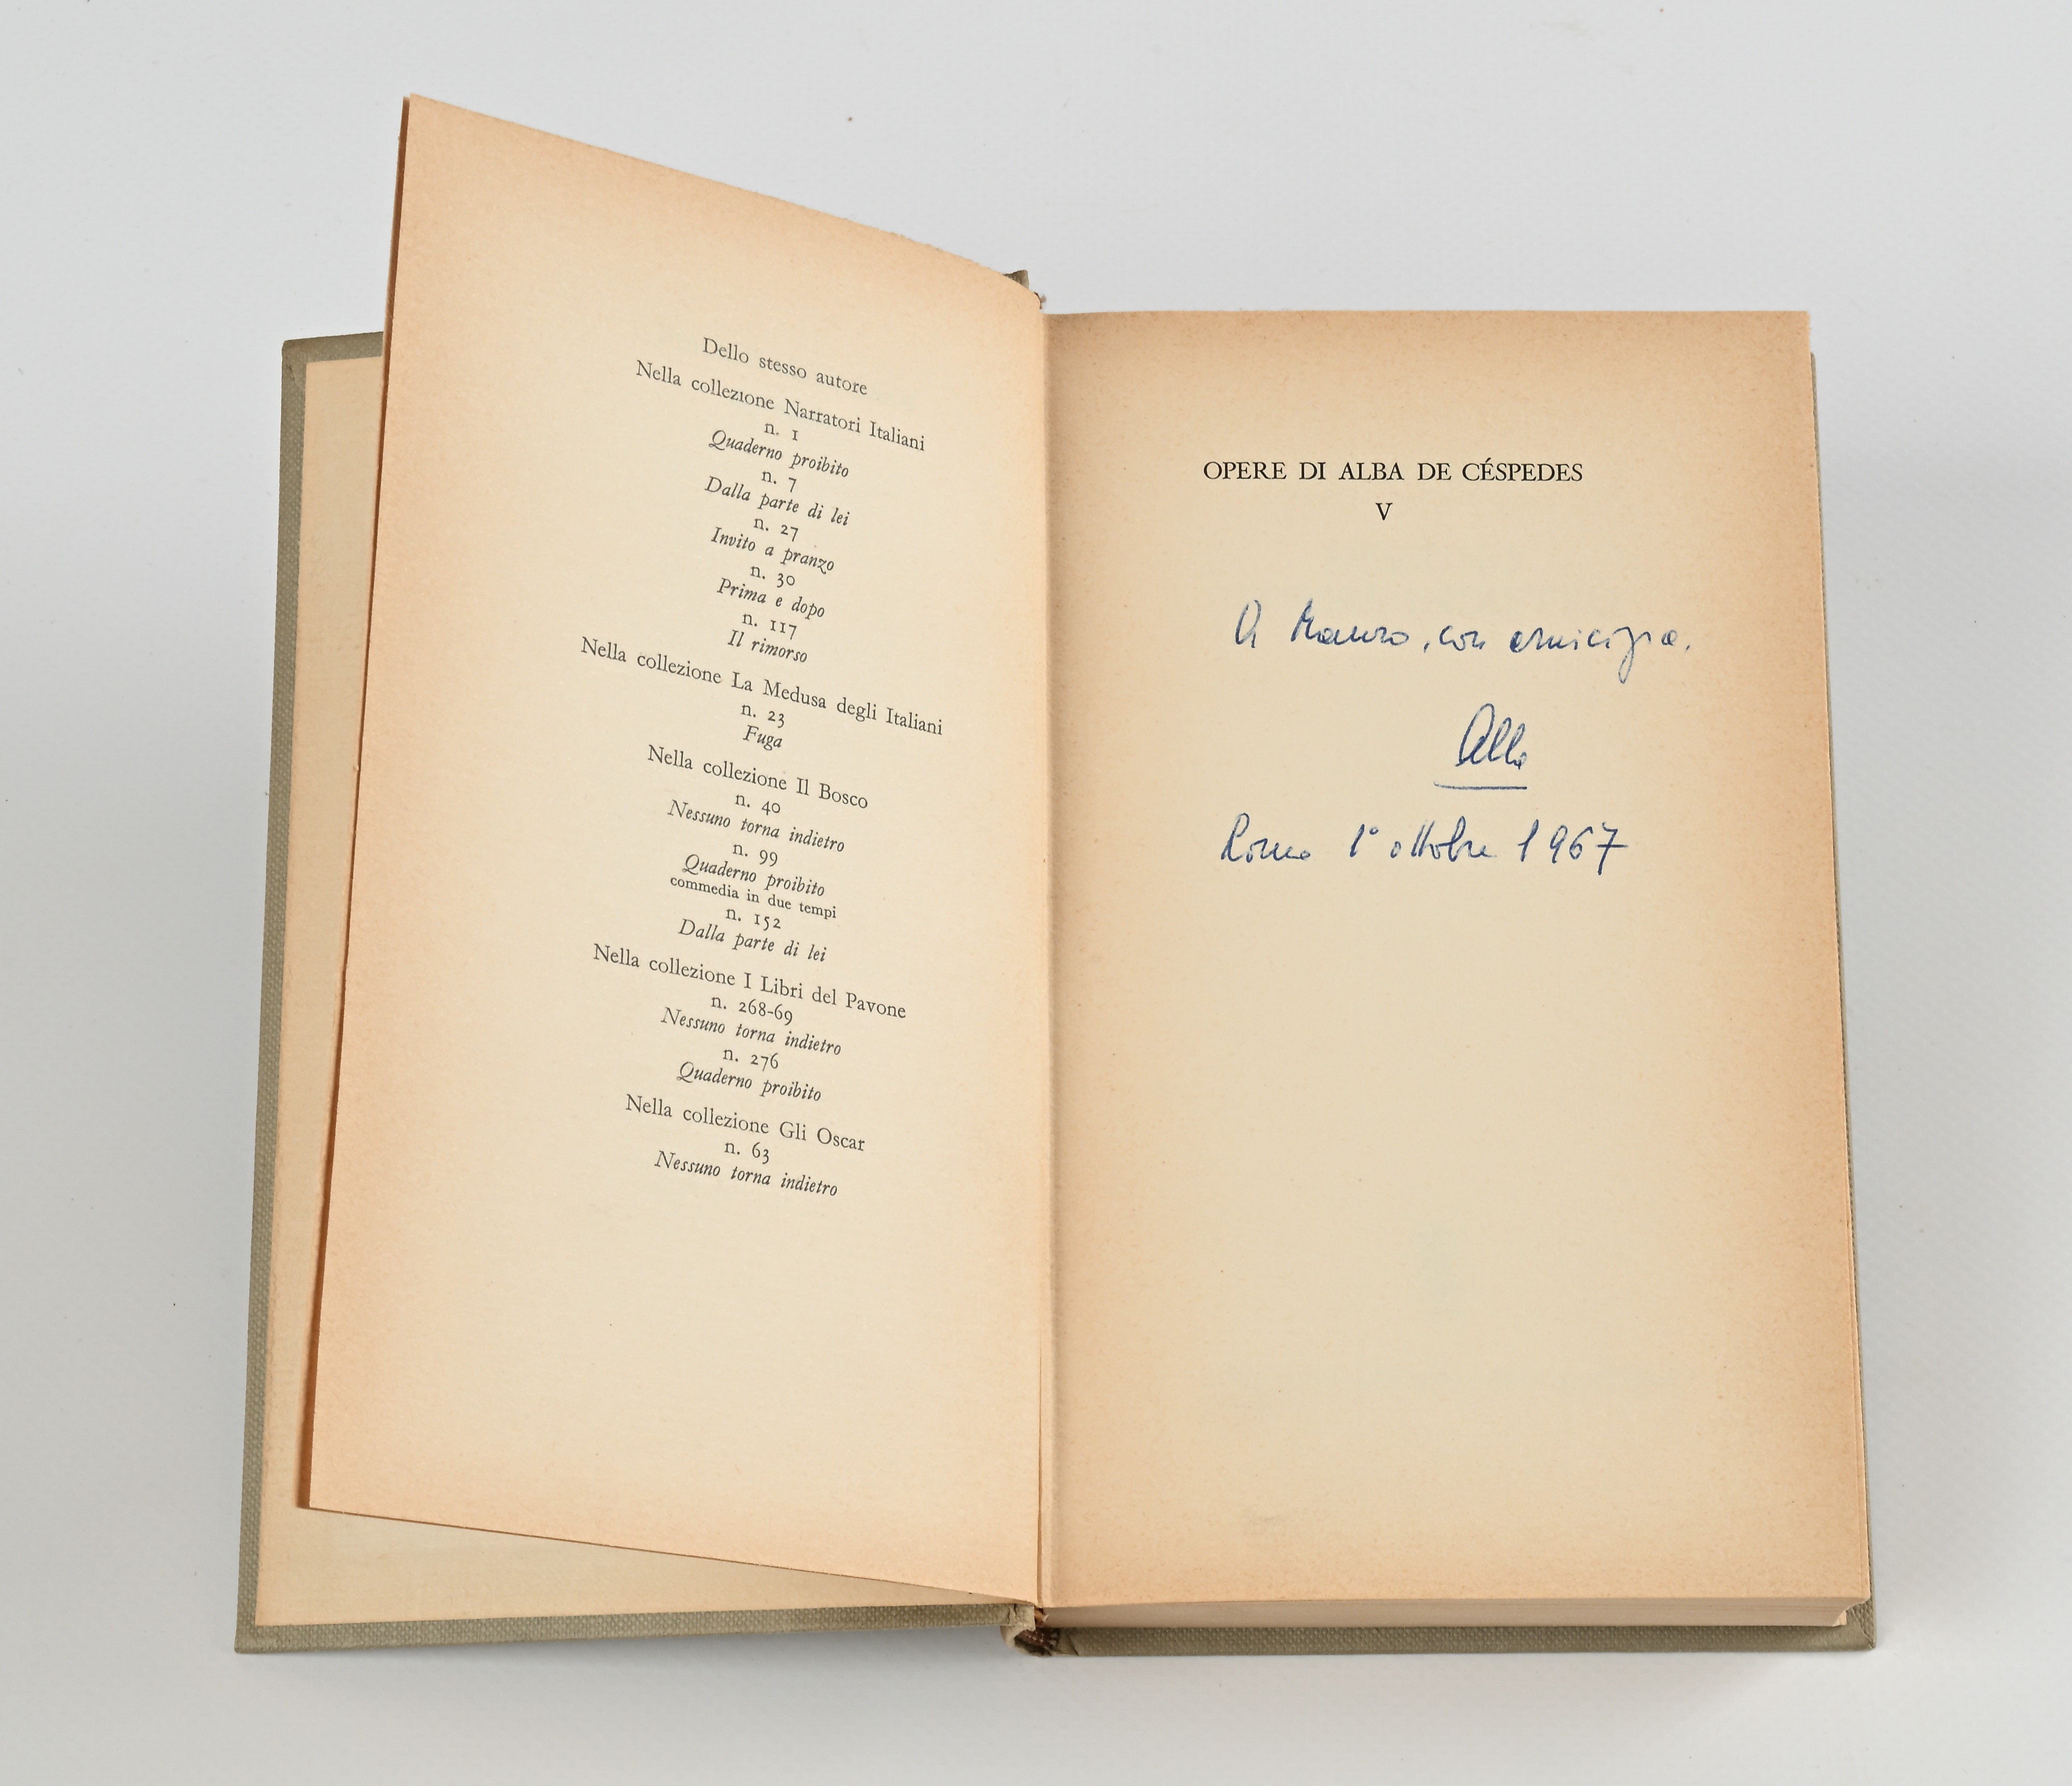 Dello stesso autore
Nella collezione Narratori Italiani
n. 1
Quaderno proibito
n. 7
Dalla parte di lei
n. 27
Invito a pranzo
n. 30
Prima e dopo
n. 117
Il rimorso
Nella collezione La Medusa degli Italiani
n. 23
Fuga
Nella collezione Il Bosco
n. 40
Nessuno torna indietro
n. 99
Quaderno proibito
commedia in due tempi
n. 152
Dalla parte di lei
Nella collezione I Libri del Pavone
n. 268-69
Nessuno torna indietro
n. 276
Quaderno proibito
Nella collezione Gli Oscar
n. 63
Nessuno torna indietro
OPERE DI ALBA DE CÉSPEDES
V
A Mauro, con amicizia.
Alba
Roma 1° ottobre 1967